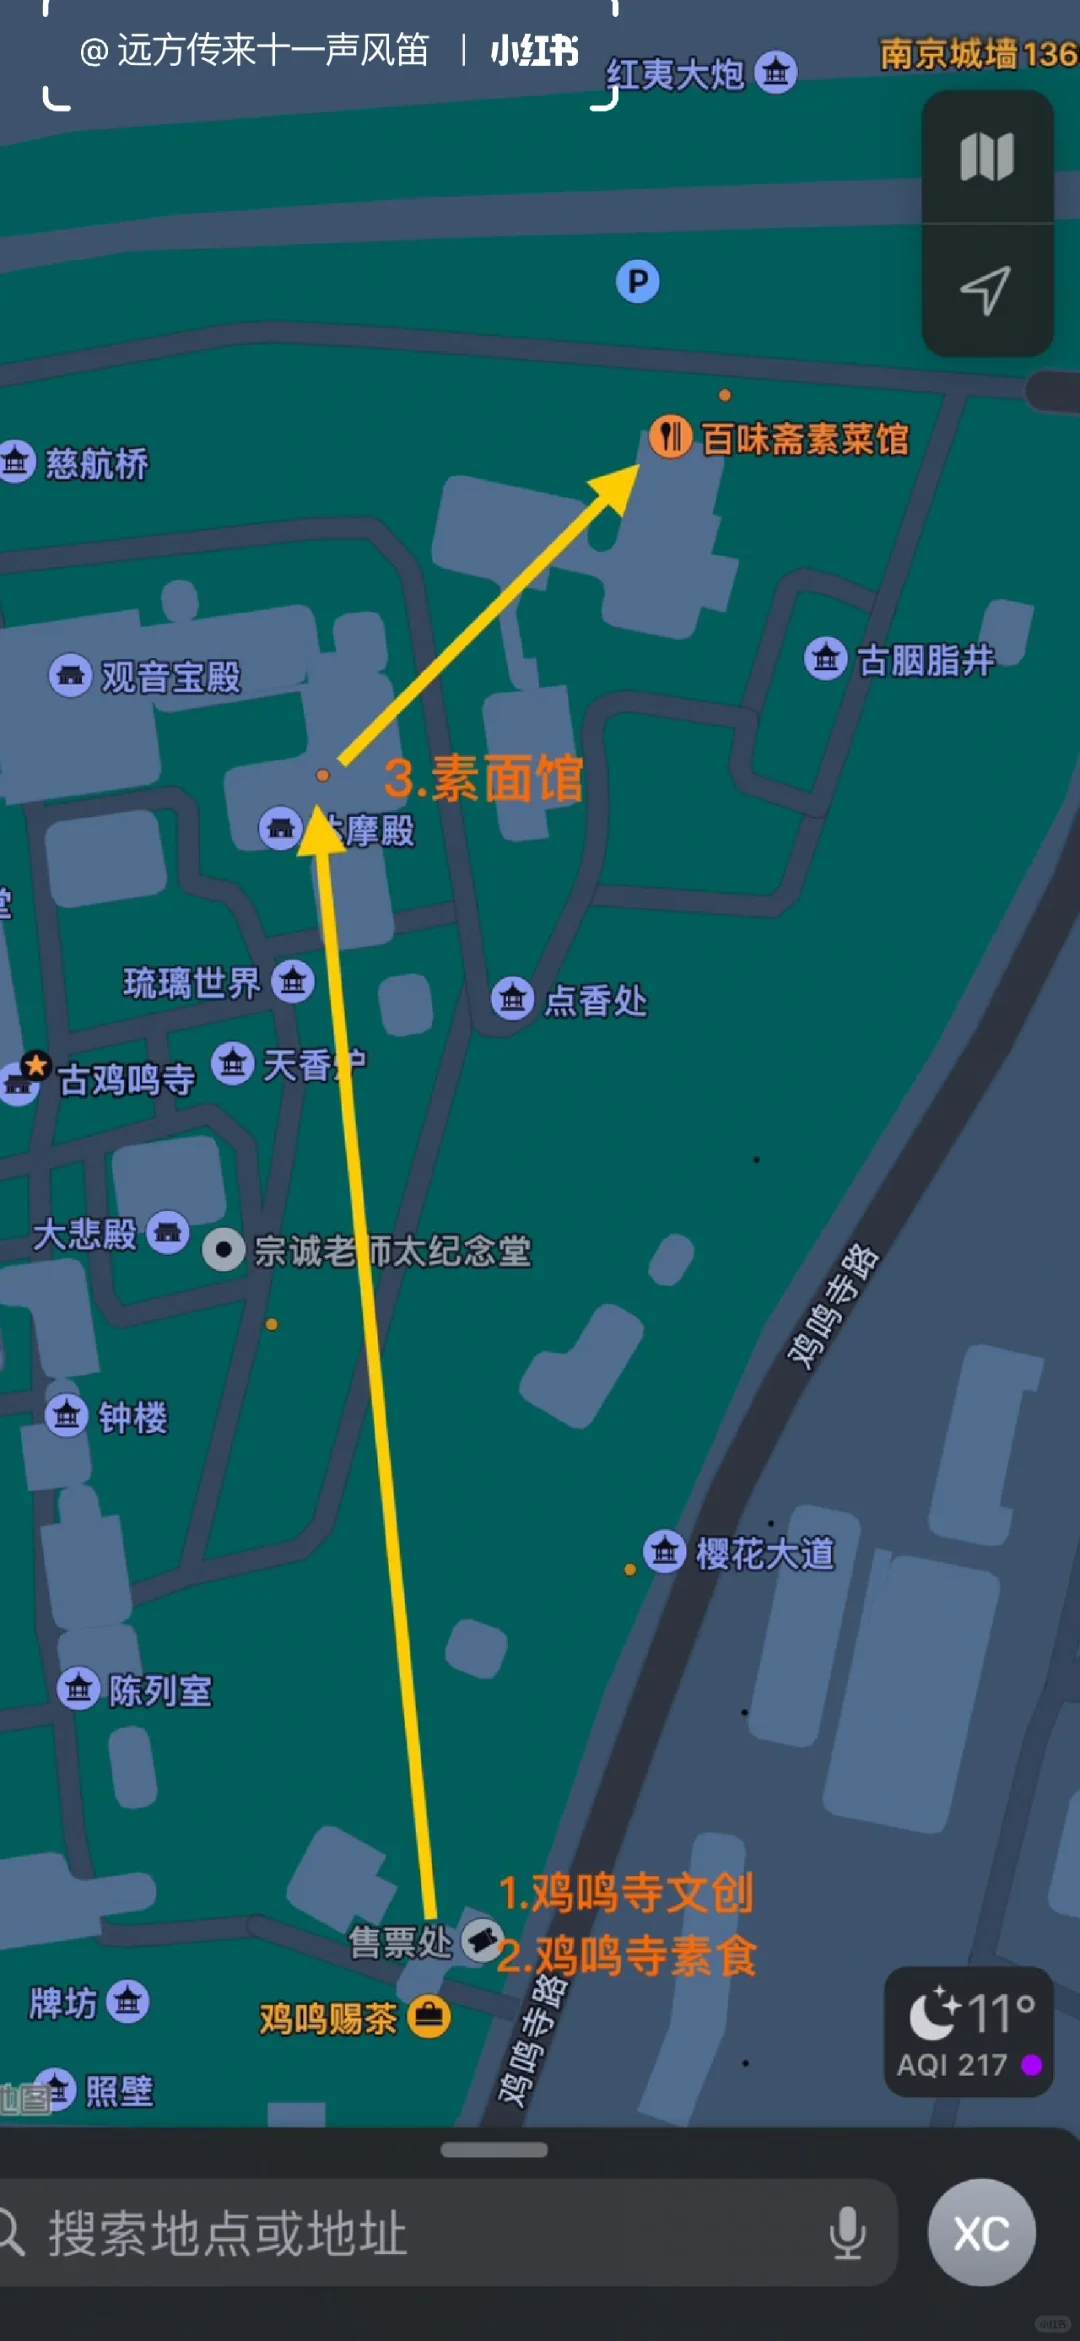 @ 远方传来十一声风笛 | 小红书
红夷大炮
南京城墙136
P
百味斋素菜馆
慈航桥
古胭脂井
观音宝殿
3.素面馆
摩殿
琉璃世界
点香处
天香炉
古鸡鸣寺
大悲殿
宗诚老师太纪念堂
鸡鸣寺路
钟楼
樱花大道
陈列室
1.鸡鸣寺文创
售票处
2.鸡鸣寺素食
牌坊
鸡鸣赐茶
鸡鸣寺路
11°
AQI 217
照壁
地图
搜索地点或地址
XC
小红书